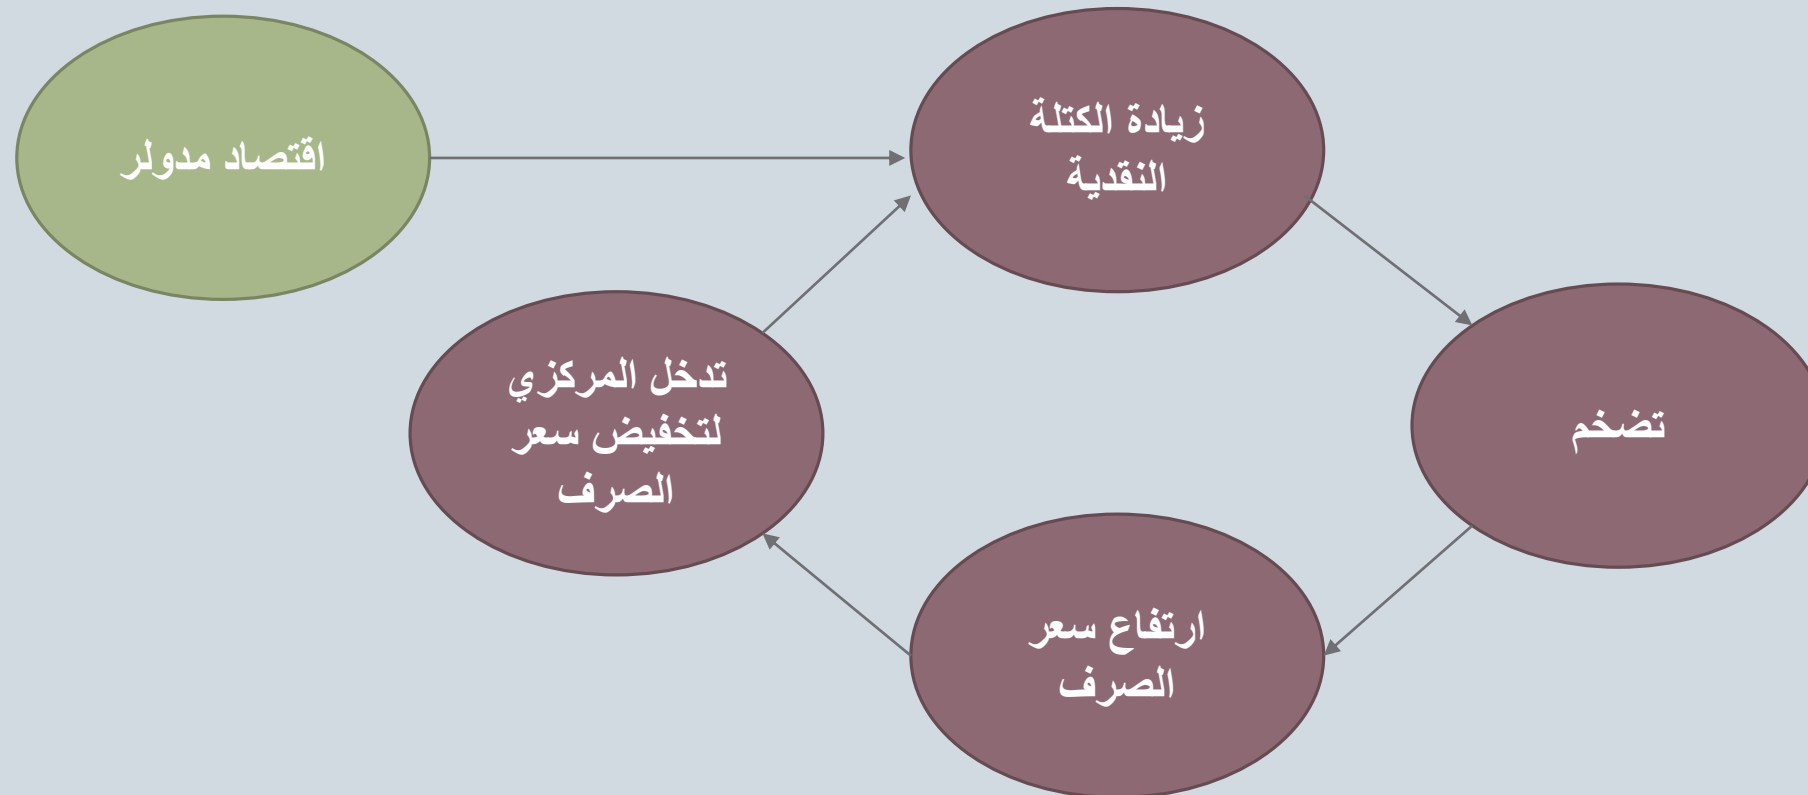 اقتصاد مدولر
زيادة الكتلة
النقدية
تضخم
ارتفاع سعر
الصرف
تدخل المركزي
لتخفيض سعر
الصرف